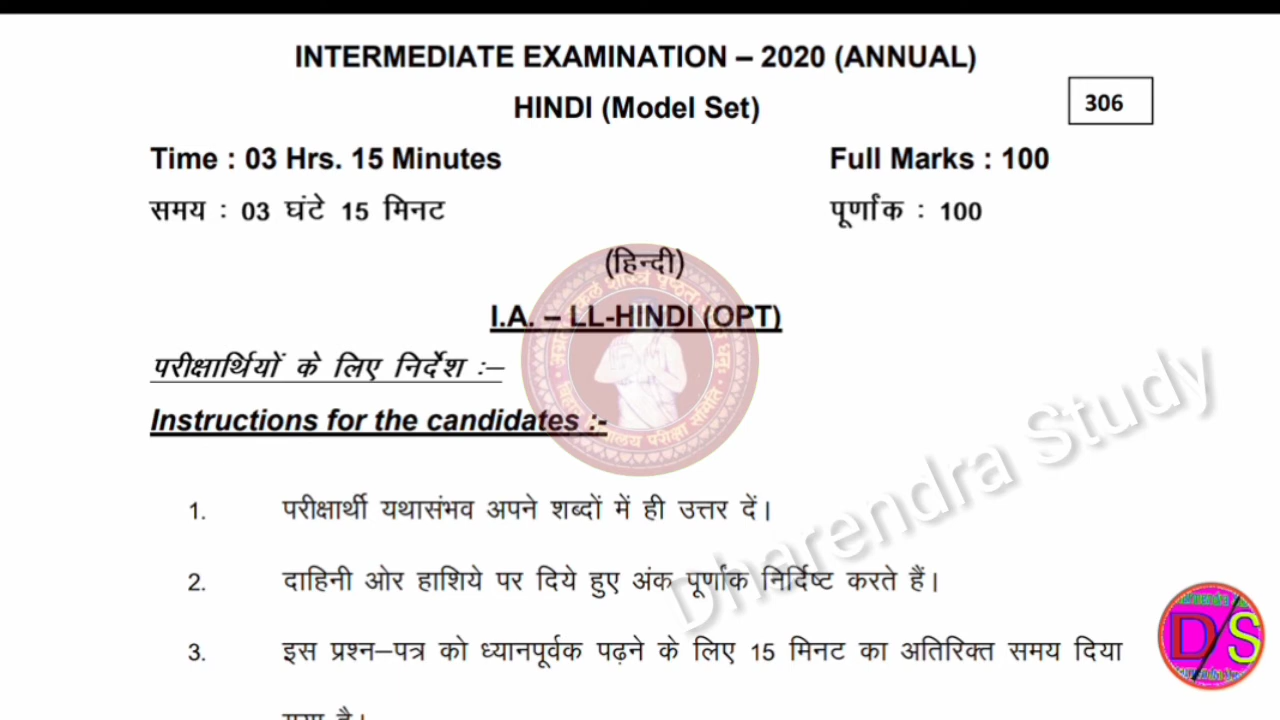 INTERMEDIATE EXAMINATION – 2020 (ANNUAL)
HINDI (Model Set)
306
Time : 03 Hrs. 15 Minutes
Full Marks : 100
समय : 03 घंटे 15 मिनट
पूर्णांक : 100
(हिन्दी)
I.A. – LL-HINDI (OPT)
परीक्षार्थियों के लिए निर्देश :–
Instructions for the candidates :-
1. परीक्षार्थी यथासंभव अपने शब्दों में ही उत्तर दें।
2. दाहिनी ओर हाशिये पर दिये हुए अंक पूर्णांक निर्दिष्ट करते हैं।
3. इस प्रश्न–पत्र को ध्यानपूर्वक पढ़ने के लिए 15 मिनट का अतिरिक्त समय दिया
गया है।
Dharendra Study
D/S